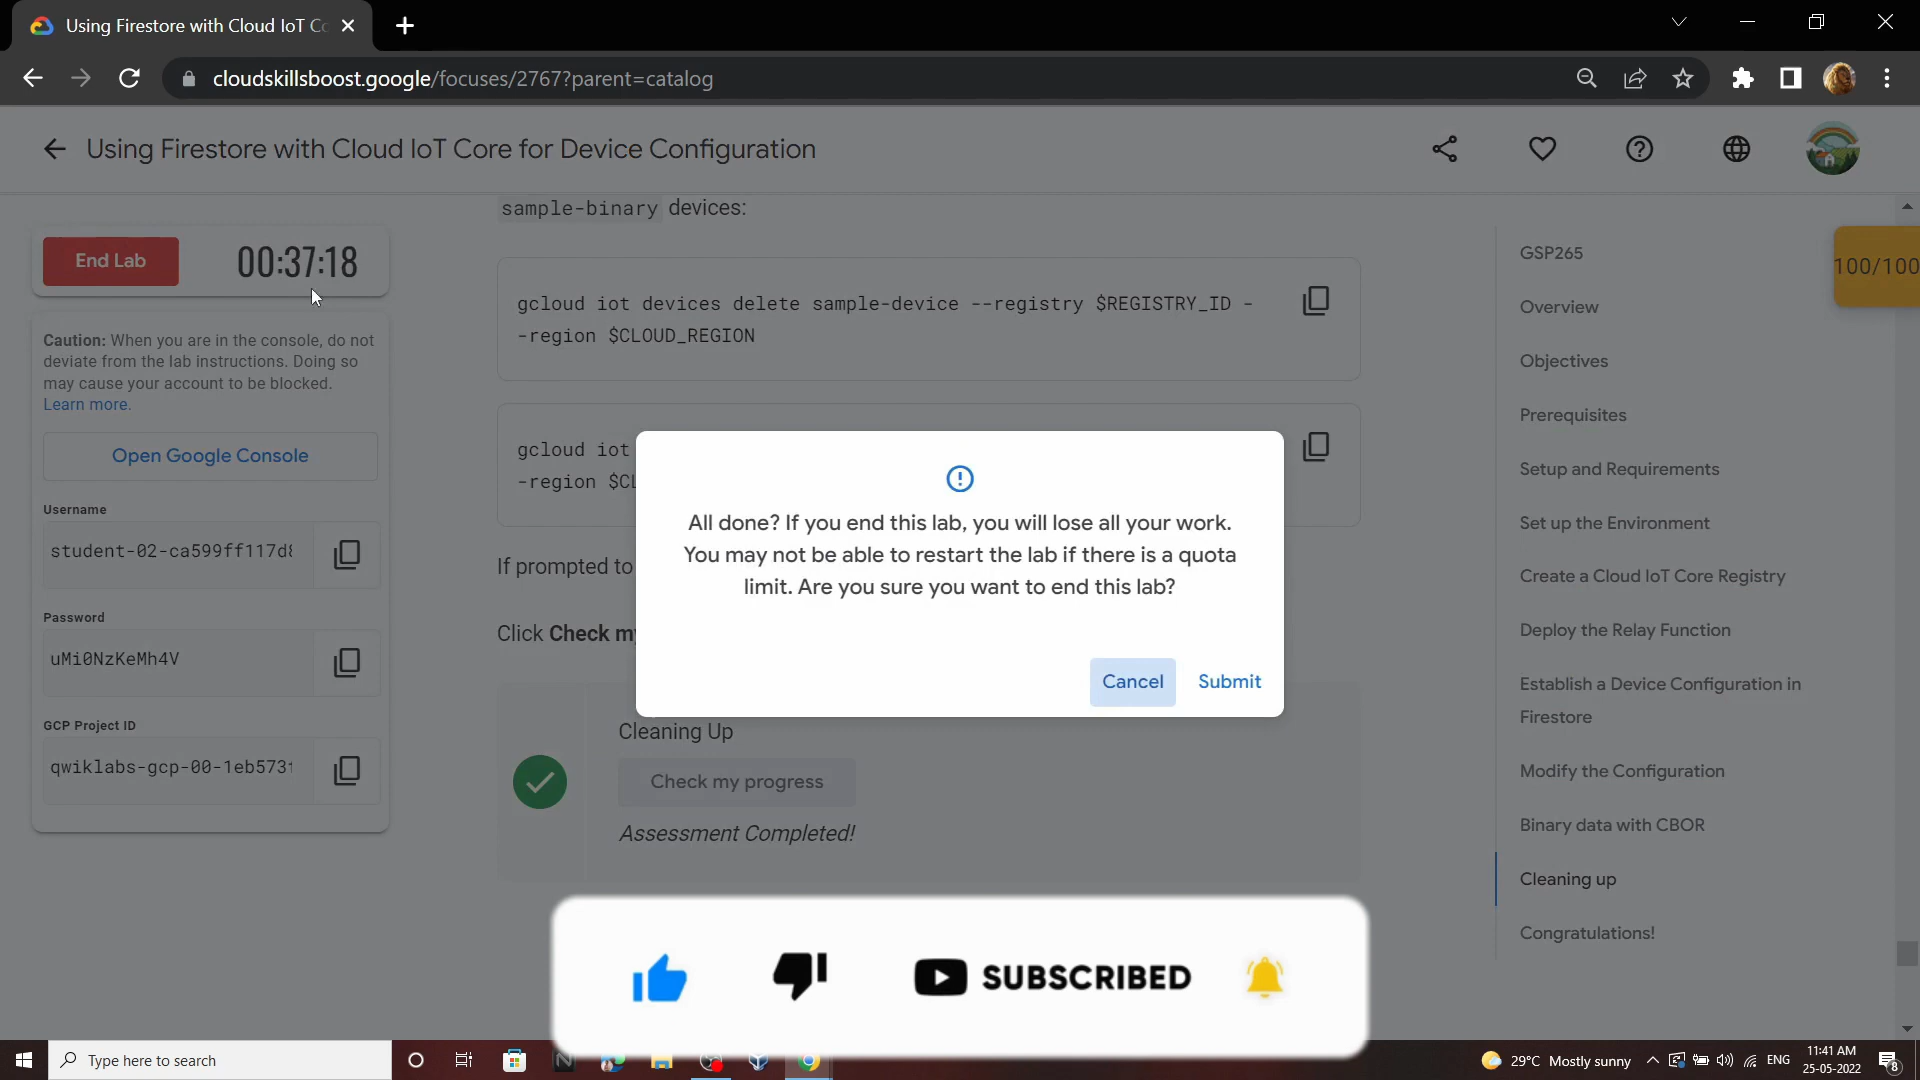 Using Firestore with Cloud IoT Co
cloudskillsboost.google/focuses/2767?parent=catalog
Using Firestore with Cloud IoT Core for Device Configuration
End Lab
00:37:18
Caution: When you are in the console, do not
deviate from the lab instructions. Doing so
may cause your account to be blocked.
Learn more.
Open Google Console
Username
student-02-ca599ff117d8
Password
uMi0NzKeMh4V
GCP Project ID
qwiklabs-gcp-00-1eb573f
sample-binary devices:
gcloud iot devices delete sample-device --registry $REGISTRY_ID -
-region $CLOUD_REGION
gcloud iot
-region $CL
If prompted to
Click Check my
All done? If you end this lab, you will lose all your work.
You may not be able to restart the lab if there is a quota
limit. Are you sure you want to end this lab?
Cancel
Submit
Cleaning Up
Check my progress
Assessment Completed!
GSP265
100/100
Overview
Objectives
Prerequisites
Setup and Requirements
Set up the Environment
Create a Cloud IoT Core Registry
Deploy the Relay Function
Establish a Device Configuration in
Firestore
Modify the Configuration
Binary data with CBOR
Cleaning up
Congratulations!
SUBSCRIBED
Type here to search
29°C Mostly sunny
ENG
11:41 AM
25-05-2022
8